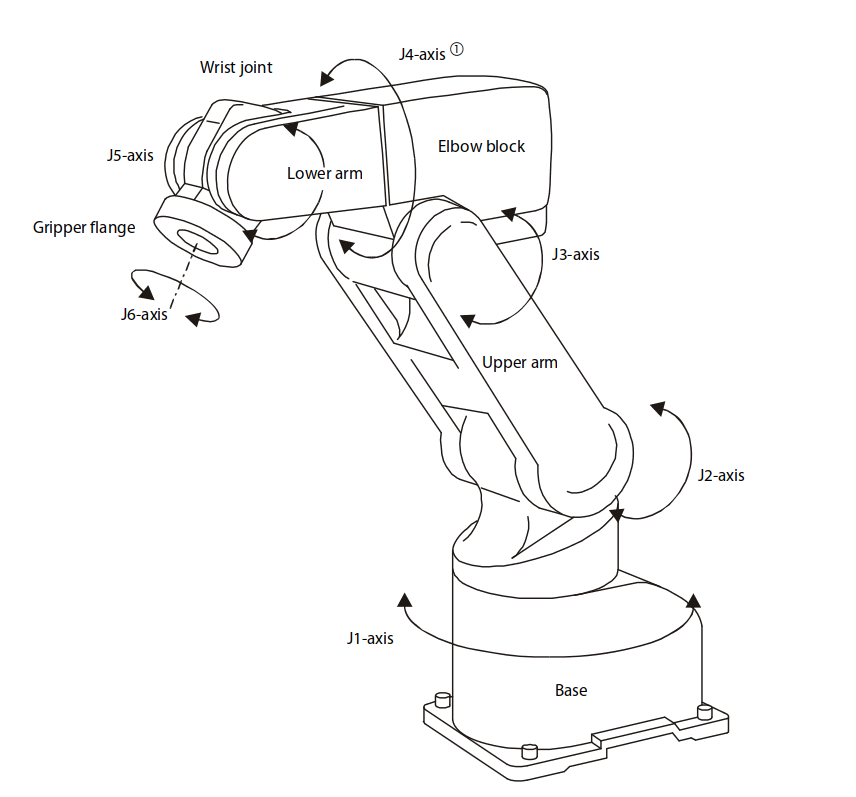 J4-axis ①
Wrist joint
Elbow block
J5-axis
Lower arm
Gripper flange
J3-axis
J6-axis
Upper arm
J2-axis
J1-axis
Base